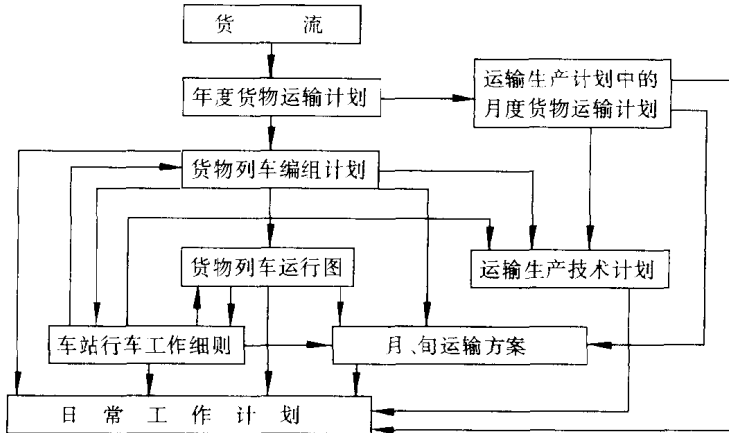 货 流
年度货物运输计划
运输生产计划中的
月度货物运输计划
货物列车编组计划
货物列车运行图
运输生产技术计划
车站行车工作细则
月、旬运输方案
日常工作计划